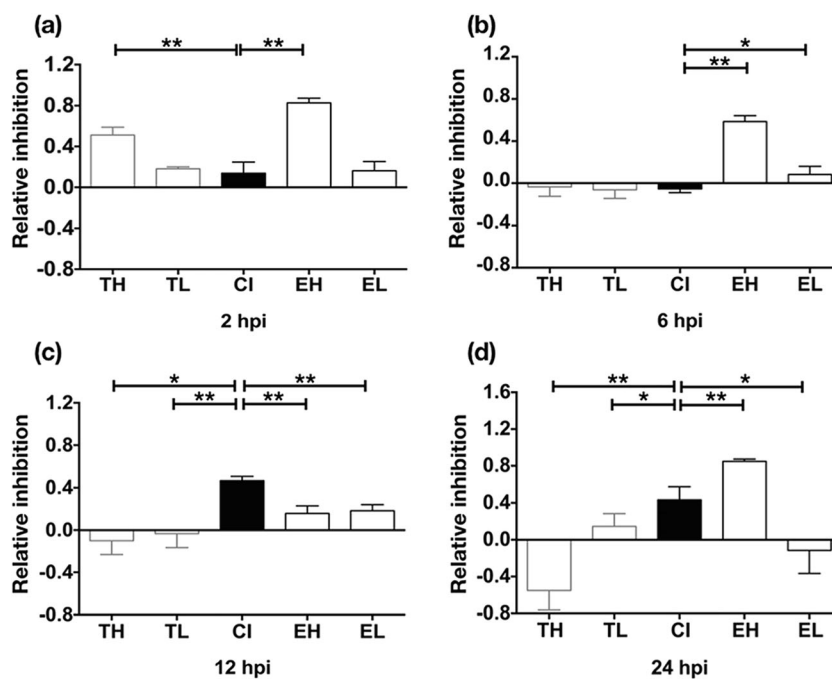 (a)
** **
Relative inhibition
1.2
0.8
0.4
0.0
-0.4
-0.8
TH TL CI EH EL
2 hpi
(b)
*
**
Relative inhibition
1.2
0.8
0.4
0.0
-0.4
-0.8
TH TL CI EH EL
6 hpi
(c)
* **
** **
Relative inhibition
1.2
0.8
0.4
0.0
-0.4
-0.8
TH TL CI EH EL
12 hpi
(d)
** *
* **
Relative inhibition
1.6
1.2
0.8
0.4
0.0
-0.4
-0.8
TH TL CI EH EL
24 hpi